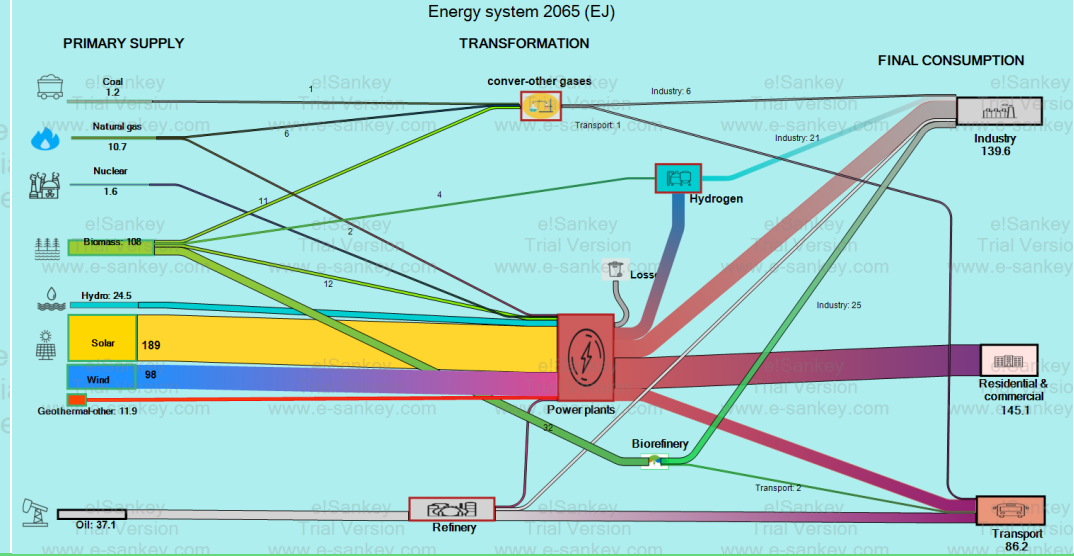 Energy system 2065 (EJ)
PRIMARY SUPPLY
TRANSFORMATION
FINAL CONSUMPTION
Coal
1.2
1
conver-other gases
Industry: 6
Transport: 1
Natural gas
10.7
6
Industry
139.6
Industry: 21
Nuclear
1.6
Hydrogen
4
11
2
Biomass: 108
Losse
12
Hydro: 24.5
Industry: 25
Solar
189
Wind
98
Residential &
commercial
145.1
Geothermal-other: 11.9
Power plants
32
Biorefinery
Transport: 2
Oil: 37.1
Refinery
Transport
86.2
e!Sankey
Trial Version
www.e-sankey.com